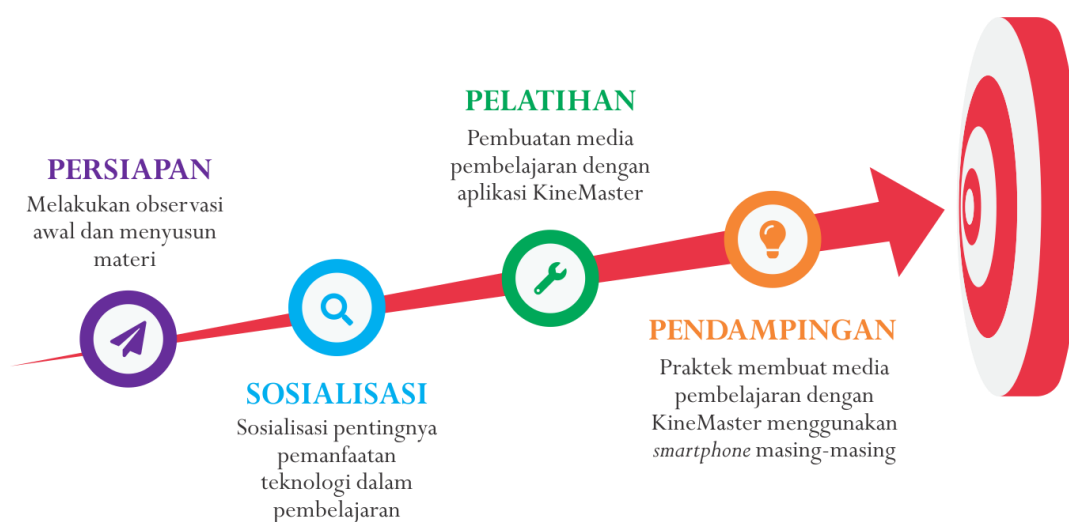 PERSIAPAN
Melakukan observasi
awal dan menyusun
materi
SOSIALISASI
Sosialisasi pentingnya
pemanfaatan
teknologi dalam
pembelajaran
PELATIHAN
Pembuatan media
pembelajaran dengan
aplikasi KineMaster
PENDAMPINGAN
Praktek membuat media
pembelajaran dengan
KineMaster menggunakan
smartphone masing-masing